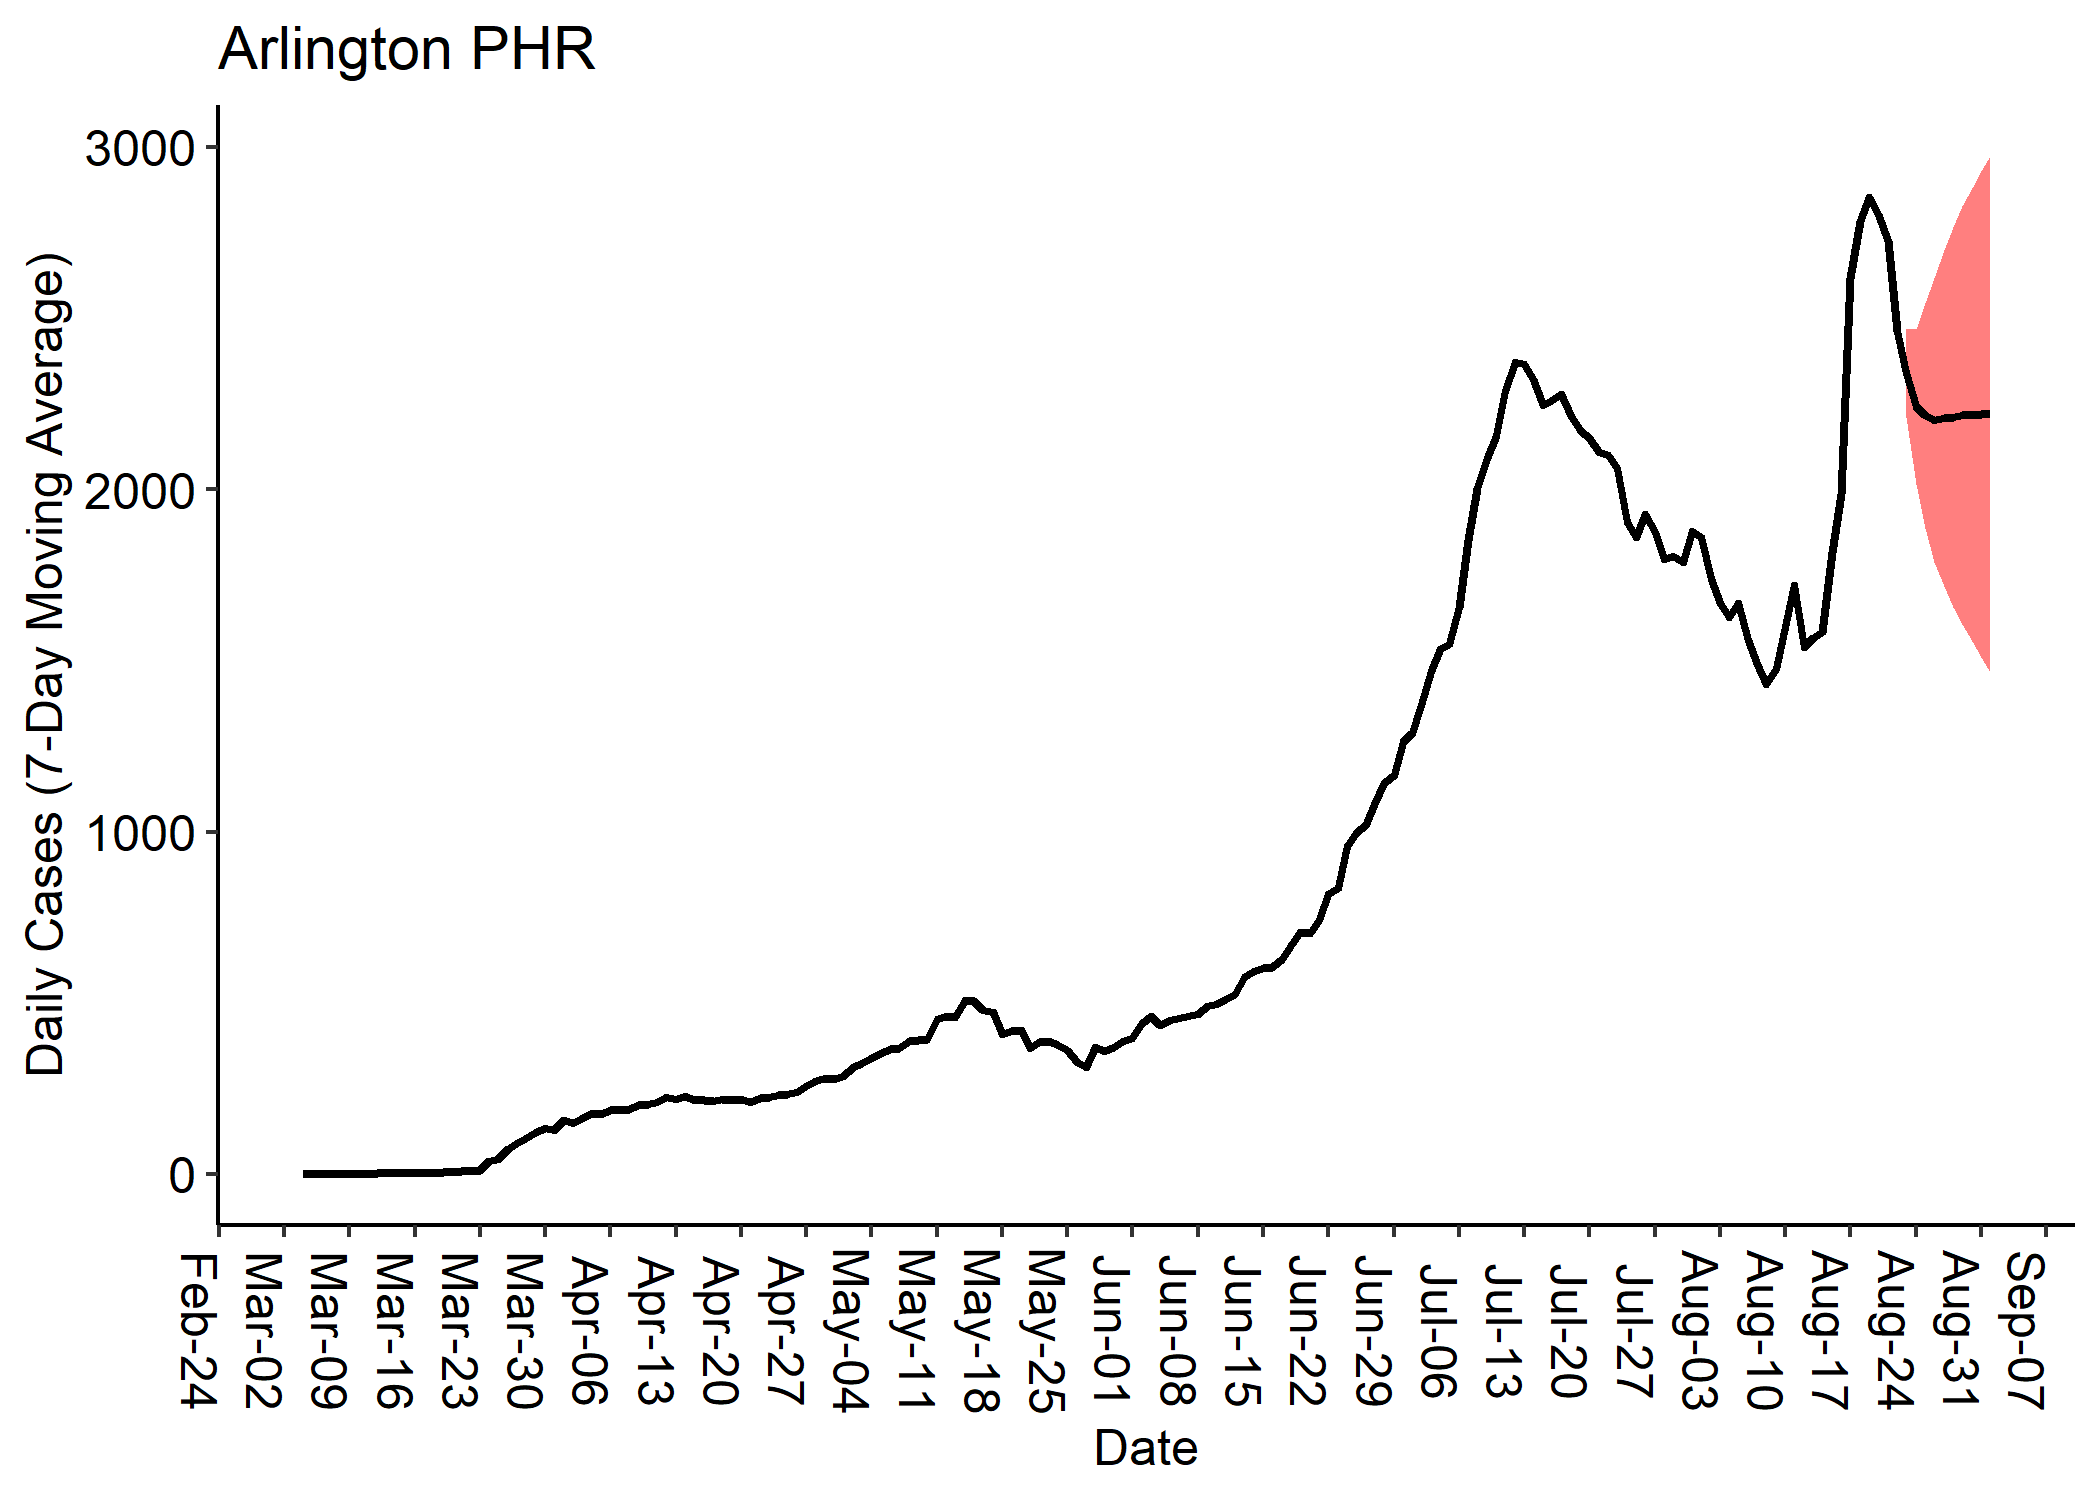 Arlington PHR
Daily Cases (7-Day Moving Average)
3000
2000
1000
0
Feb-24
Mar-02
Mar-09
Mar-16
Mar-23
Mar-30
Apr-06
Apr-13
Apr-20
Apr-27
May-04
May-11
May-18
May-25
Jun-01
Jun-08
Jun-15
Jun-22
Jun-29
Jul-06
Jul-13
Jul-20
Jul-27
Aug-03
Aug-10
Aug-17
Aug-24
Aug-31
Sep-07
Date